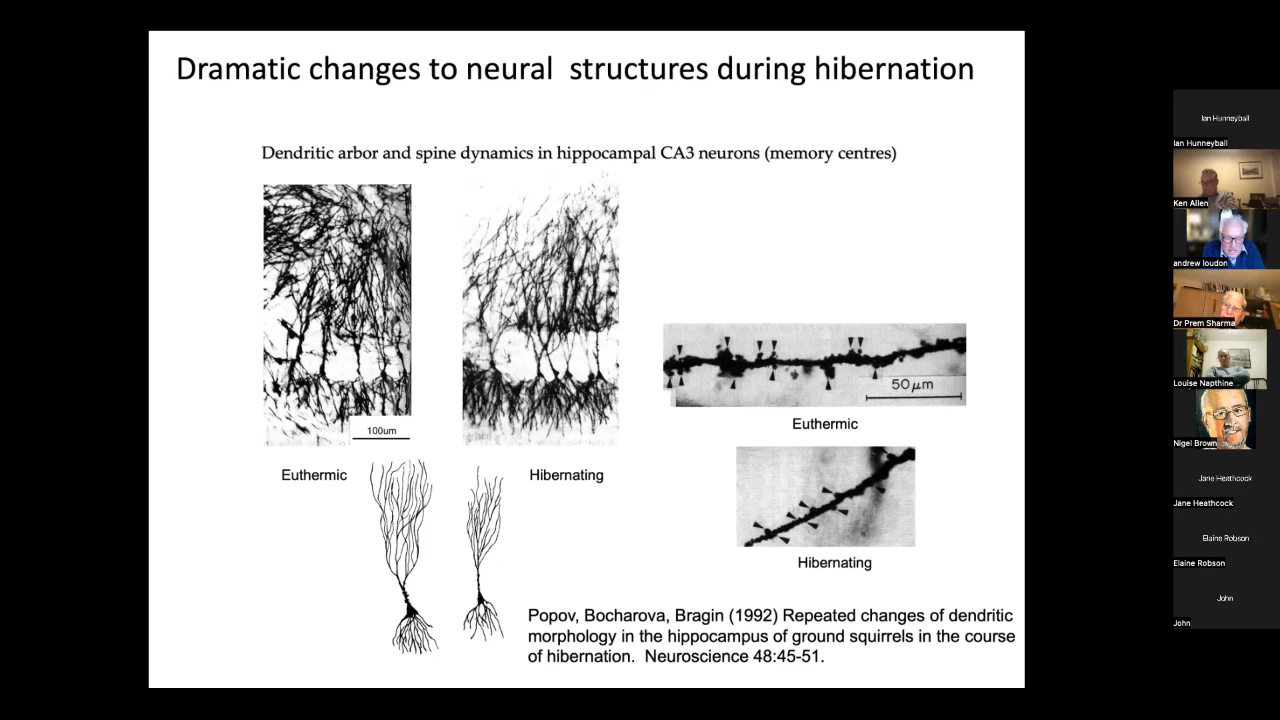 Dramatic changes to neural  structures during hibernation
Dendritic arbor and spine dynamics in hippocampal CA3 neurons (memory centres)
100um
Euthermic
Hibernating
50 µm
Euthermic
Hibernating
Popov, Bocharova, Bragin (1992) Repeated changes of dendritic
morphology in the hippocampus of ground squirrels in the course
of hibernation.  Neuroscience 48:45-51.
Ian Hunneyball
Ian Hunneyball
Ken Allen
andrew loudon
Dr Prem Sharma
Louise Napthine
Nigel Brown
Jane Heathcock
Jane Heathcock
Elaine Robson
Elaine Robson
John
John